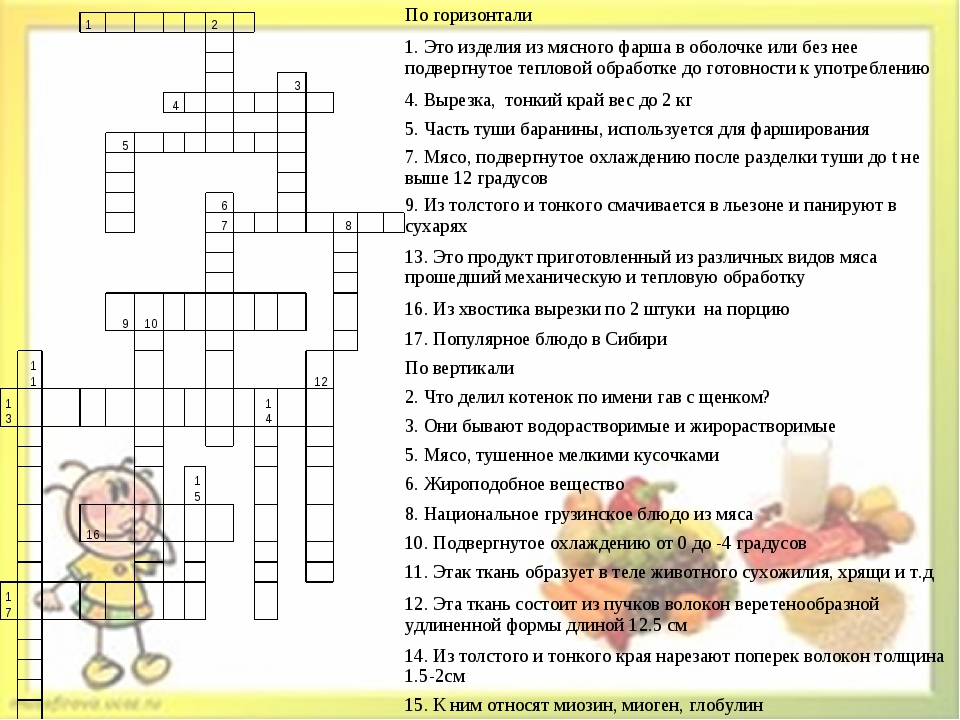 1
2
3
4
5
6
7
8
9
10
11
12
13
14
15
16
17
По горизонтали
1. Это изделия из мясного фарша в оболочке или без нее
подвергнутое тепловой обработке до готовности к употреблению
4. Вырезка, тонкий край вес до 2 кг
5. Часть туши баранины, используется для фарширования
7. Мясо, подвергнутое охлаждению после разделки туши до t не
выше 12 градусов
9. Из толстого и тонкого смачивается в льезоне и панируют в
сухарях
13. Это продукт приготовленный из различных видов мяса
прошедший механическую и тепловую обработку
16. Из хвостика вырезки по 2 штуки на порцию
17. Популярное блюдо в Сибири
По вертикали
2. Что делил котенок по имени гав с щенком?
3. Они бывают водорастворимые и жирорастворимые
5. Мясо, тушенное мелкими кусочками
6. Жироподобное вещество
8. Национальное грузинское блюдо из мяса
10. Подвергнутое охлаждению от 0 до -4 градусов
11. Этак ткань образует в теле животного сухожилия, хрящи и т.д
12. Эта ткань состоит из пучков волокон веретенообразной
удлиненной формы длиной 12.5 см
14. Из толстого и тонкого края нарезают поперек волокон толщина
1.5-2см
15. К ним относят миозин, миоген, глобулин